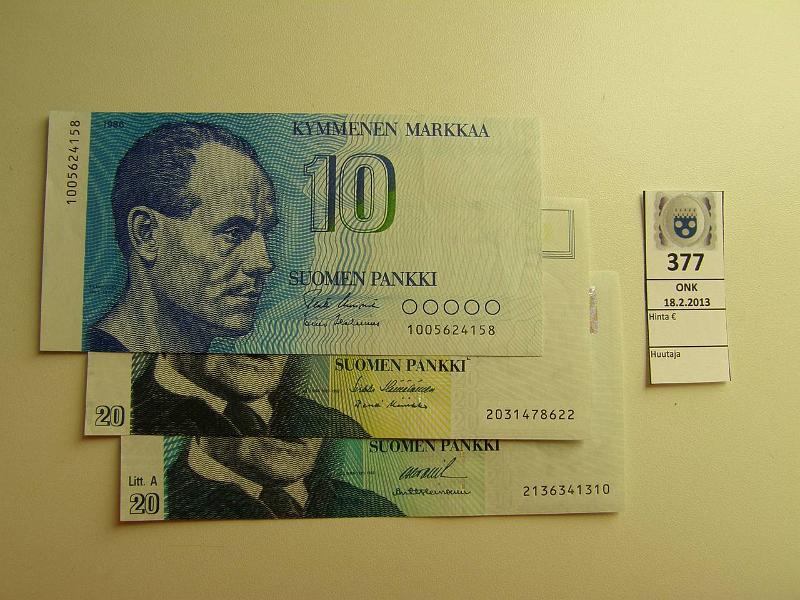 1005624158
1986
KYMMENEN MARKKAA
10
SUOMEN PANKKI
1005624158
SUOMEN PANKKI
20
2031478622
SUOMEN PANKKI
Litt. A
20
2136341310
377
ONK
18.2.2013
Hinta €
Huutaja